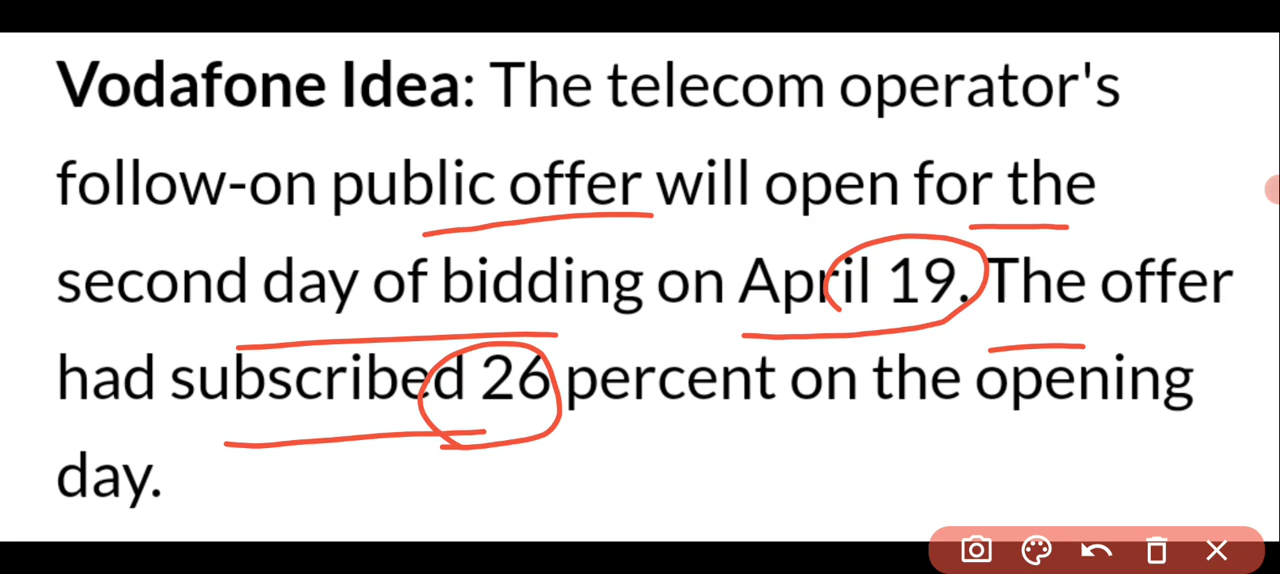 Vodafone Idea: The telecom operator's
follow-on public offer will open for the
second day of bidding on April 19. The offer
had subscribed 26 percent on the opening
day.